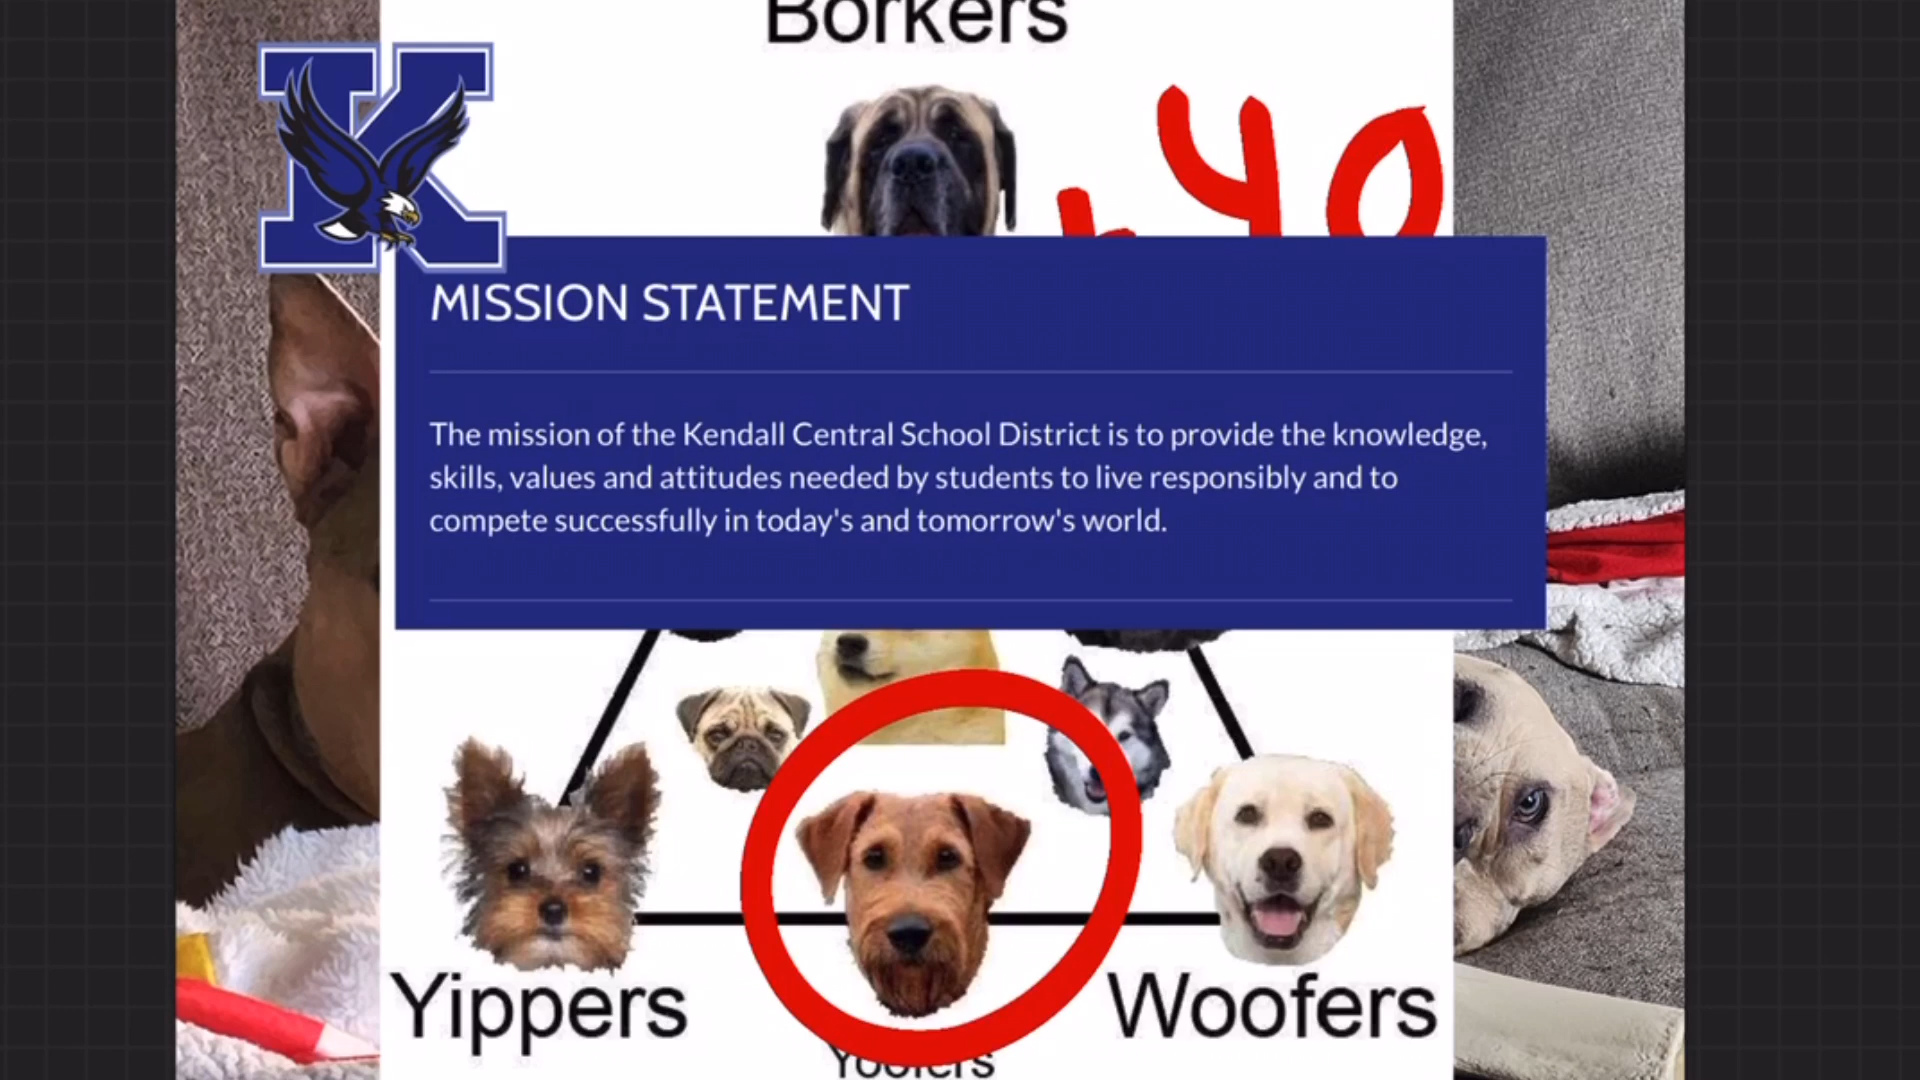 Borkers
K
MISSION STATEMENT
The mission of the Kendall Central School District is to provide the knowledge,
skills, values and attitudes needed by students to live responsibly and to
compete successfully in today's and tomorrow's world.
Yippers
Woofers
Yoofers